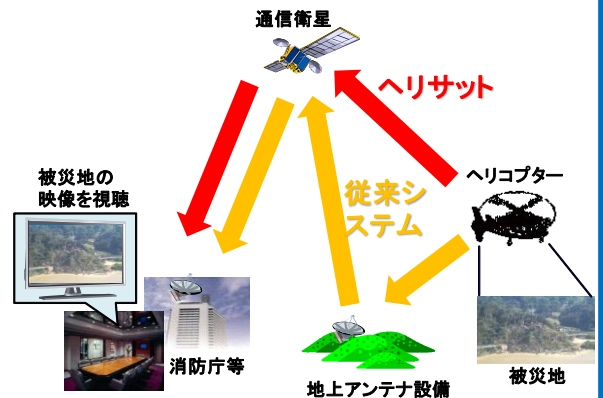 通信衛星
ヘリサット
被災地の
映像を視聴
従来シ
ステム
ヘリコプター
消防庁等
地上アンテナ設備
被災地